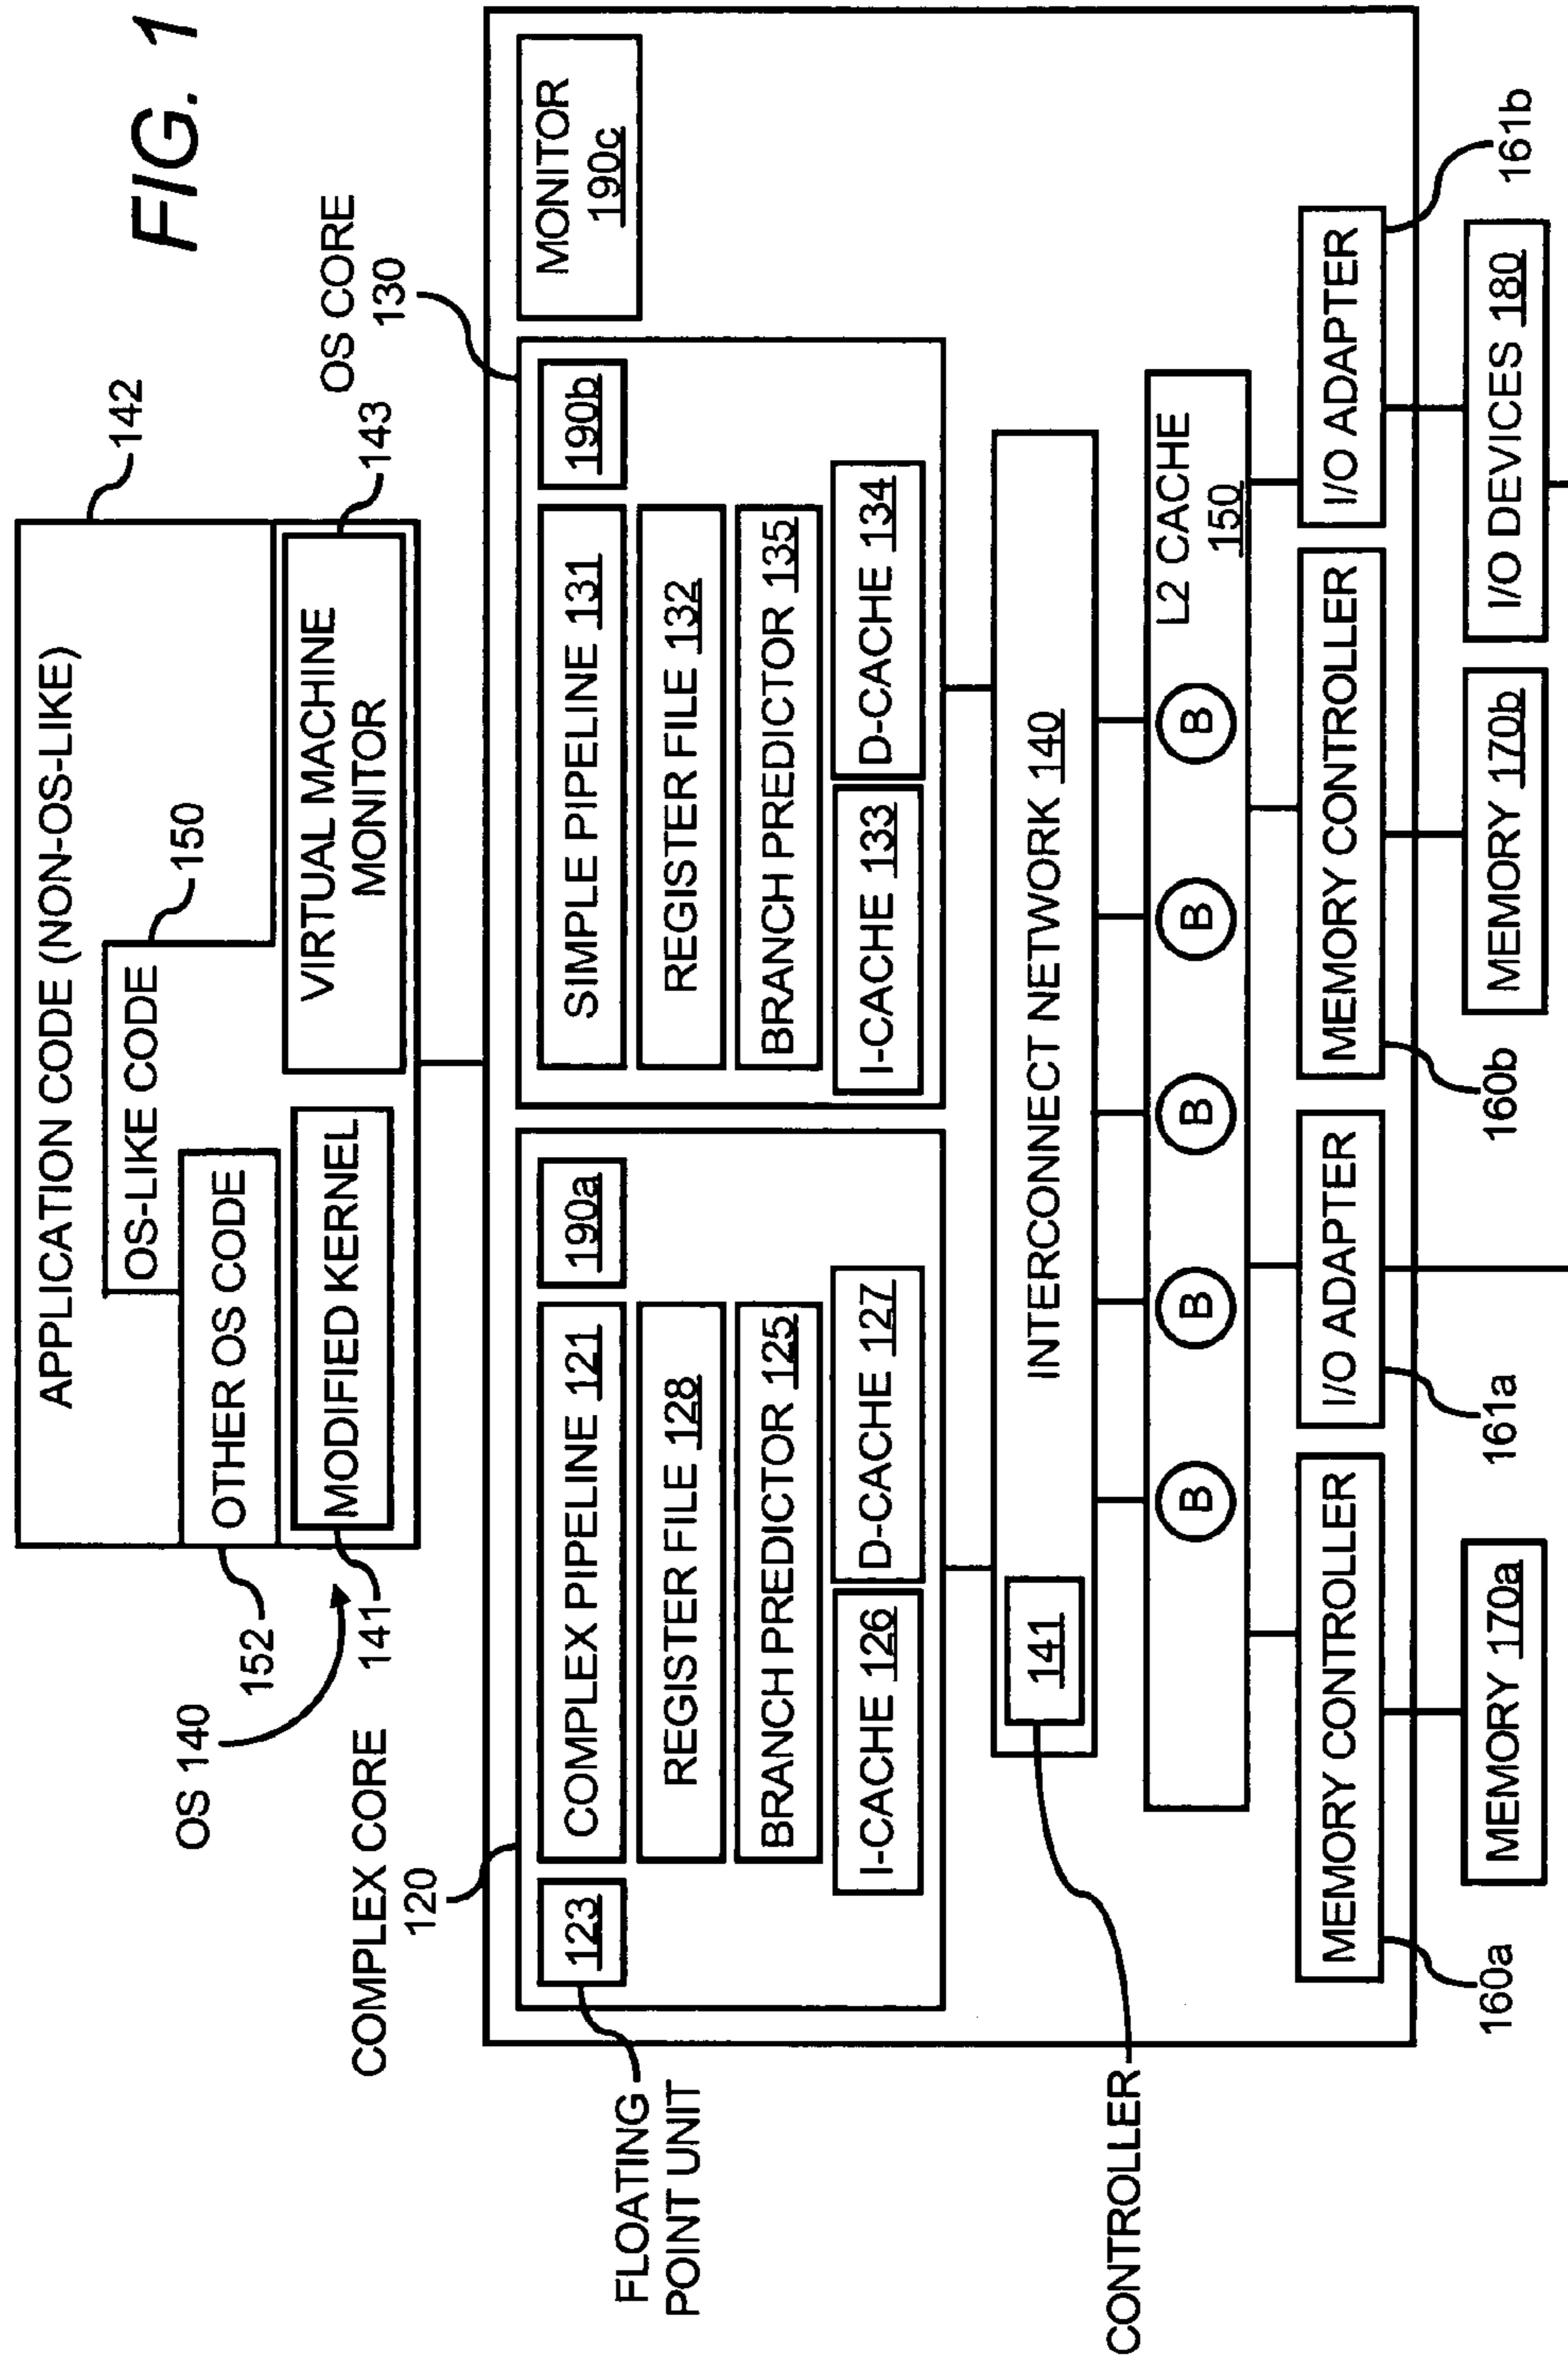 FIG. 1
APPLICATION CODE (NON-OS-LIKE)
142
OS-LIKE CODE
150
OTHER OS CODE
152
MODIFIED KERNEL
141
VIRTUAL MACHINE
MONITOR
143
OS 140
COMPLEX CORE
120
OS CORE
130
123
COMPLEX PIPELINE 121
190a
REGISTER FILE 128
BRANCH PREDICTOR 125
I-CACHE 126
D-CACHE 127
FLOATING
POINT UNIT
SIMPLE PIPELINE 131
190b
REGISTER FILE 132
BRANCH PREDICTOR 135
I-CACHE 133
D-CACHE 134
MONITOR
190c
141
INTERCONNECT NETWORK 140
CONTROLLER
B
B
B
B
B
L2 CACHE
150
MEMORY CONTROLLER
I/O ADAPTER
MEMORY CONTROLLER
I/O ADAPTER
160a
161a
160b
161b
MEMORY 170a
MEMORY 170b
I/O DEVICES 180